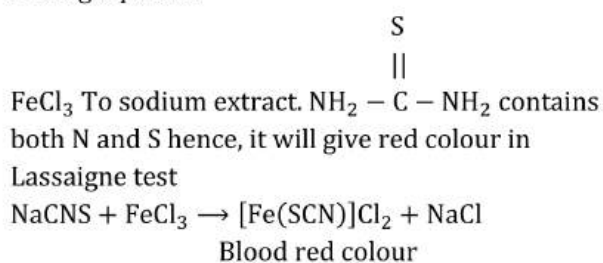 S
||
FeCl₃ To sodium extract. NH₂ − C − NH₂ contains
both N and S hence, it will give red colour in
Lassaigne test
NaCNS + FeCl₃ ⟶ [Fe(SCN)]Cl₂ + NaCl
Blood red colour